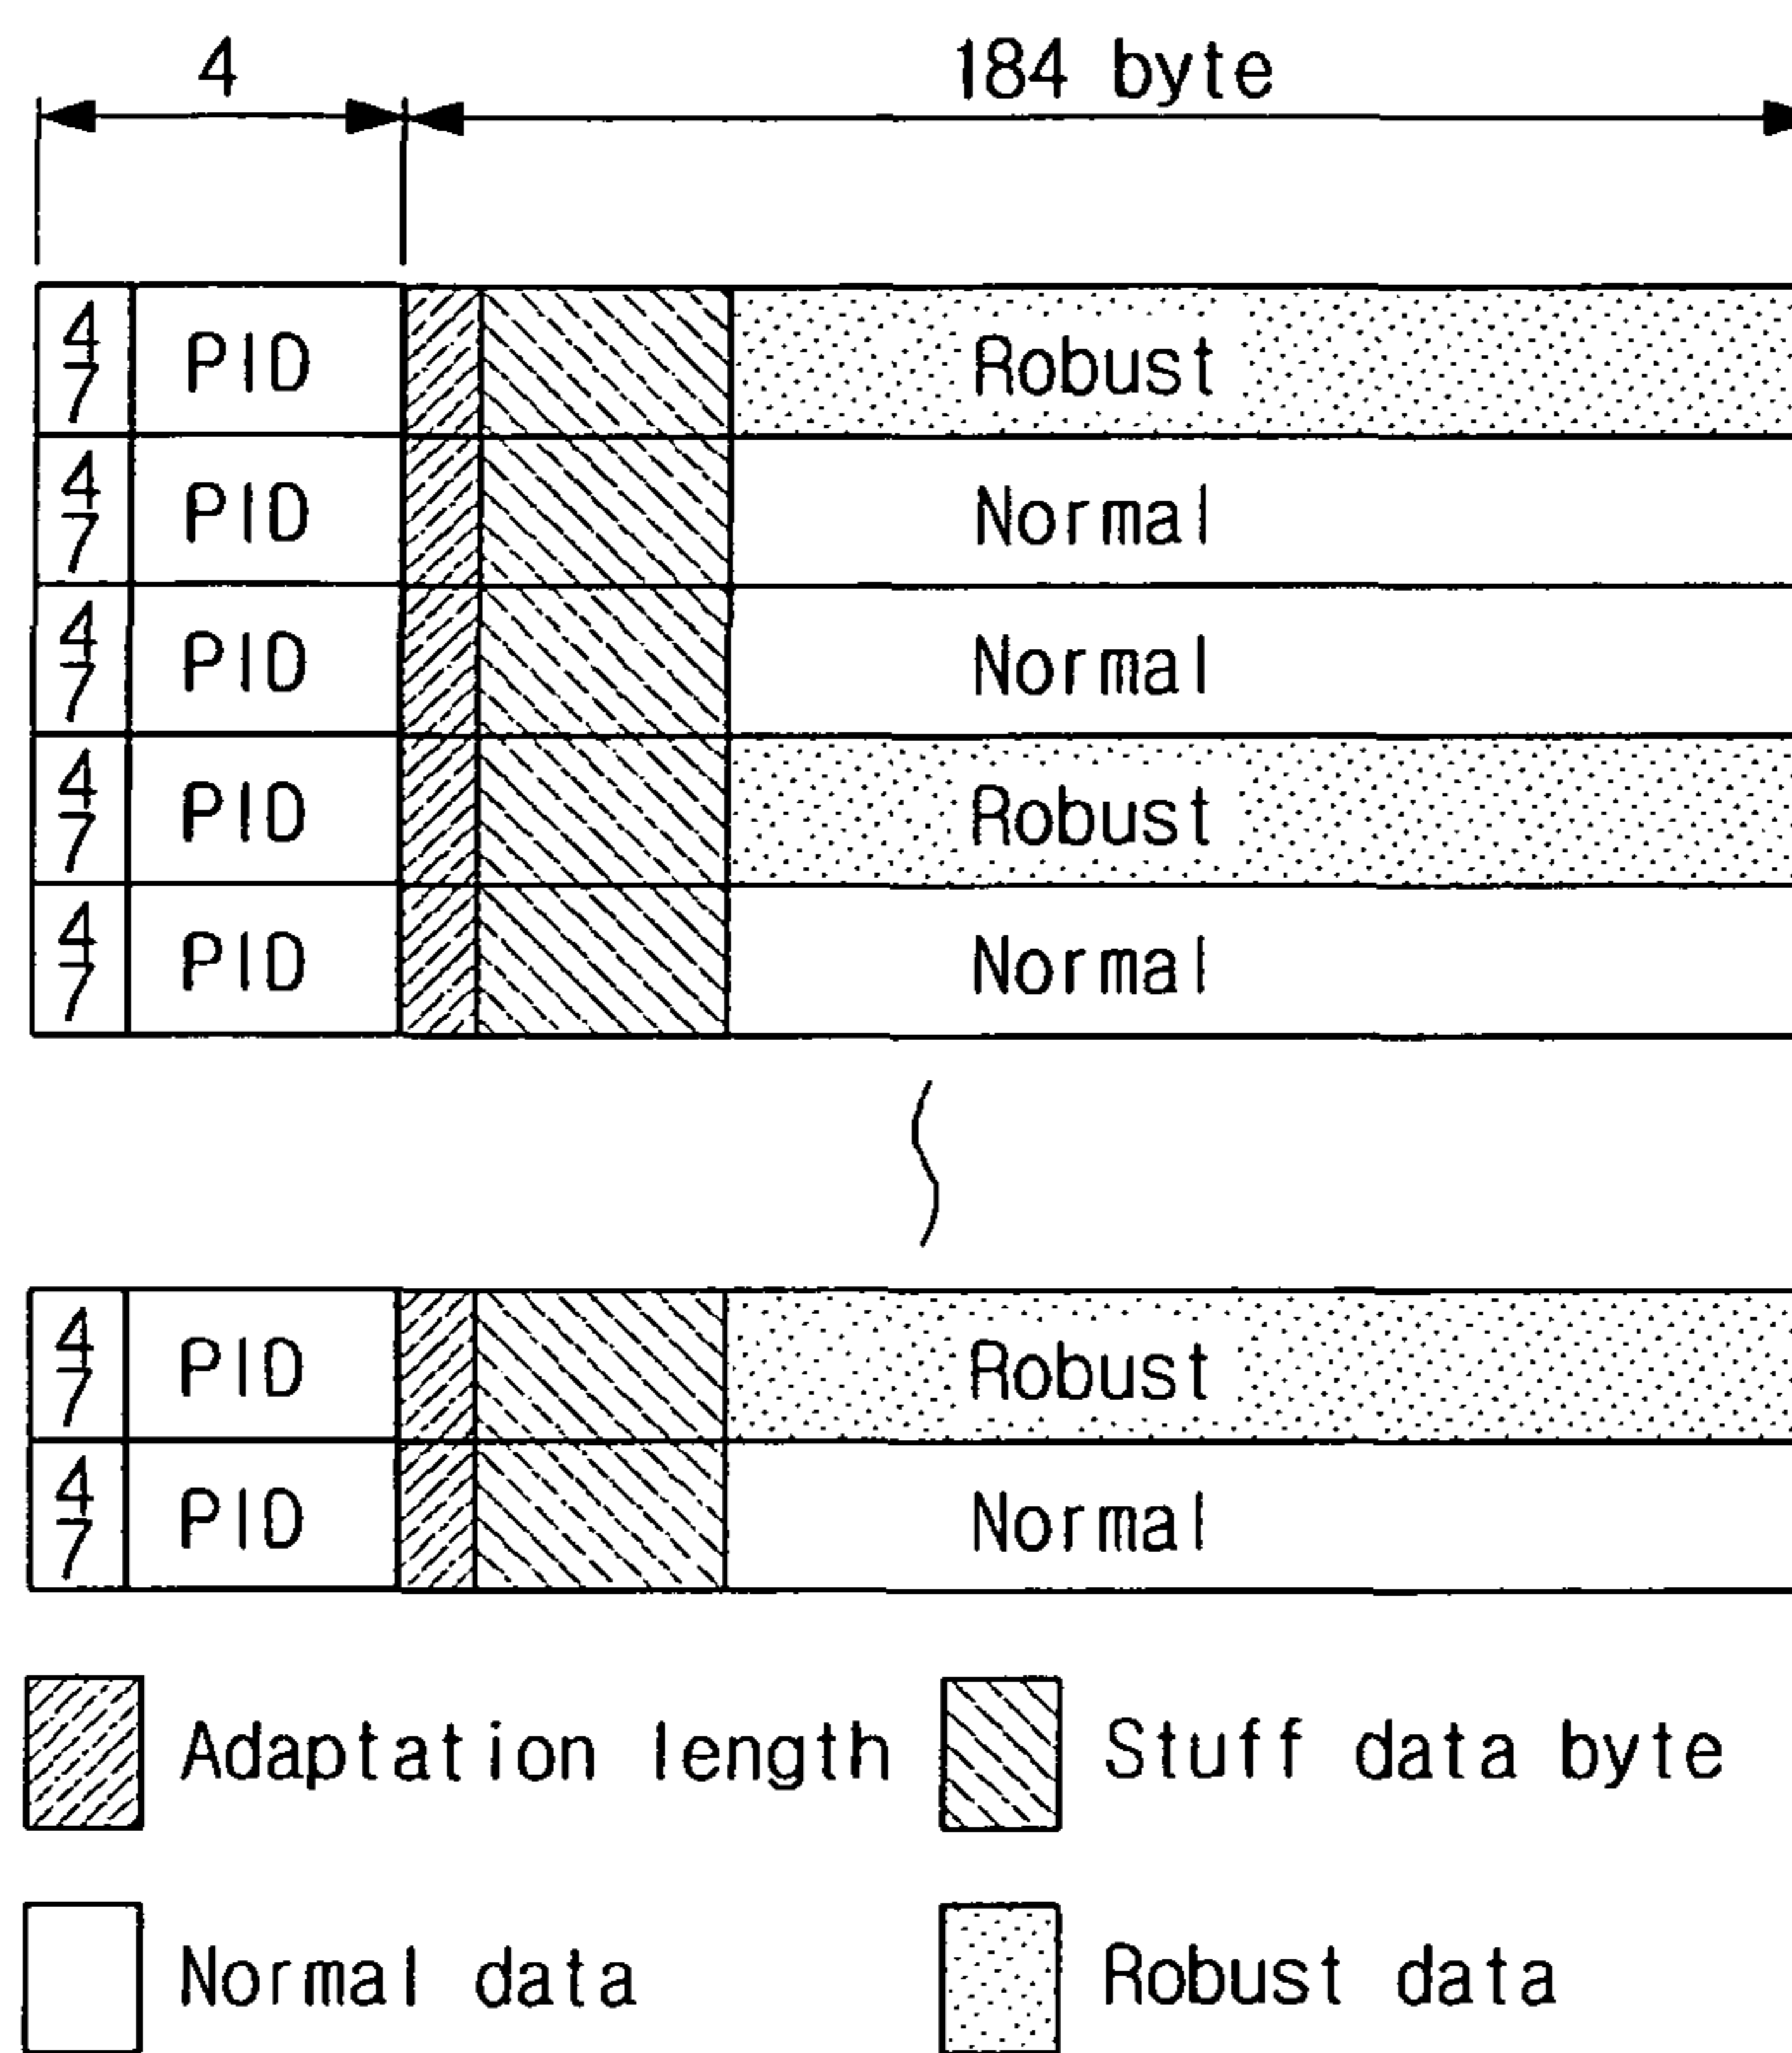 4 184 byte
47 PID Robust
47 PID Normal
47 PID Normal
47 PID Robust
47 PID Normal
47 PID Robust
47 PID Normal
Adaptation length Stuff data byte
Normal data Robust data